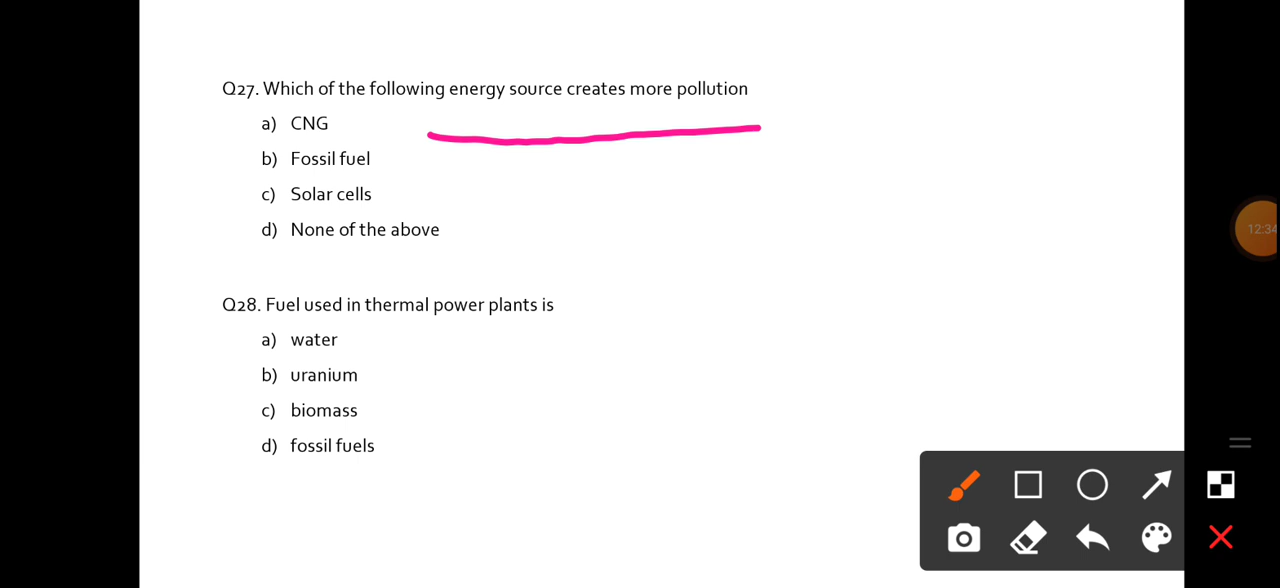 Q27. Which of the following energy source creates more pollution
a) CNG
b) Fossil fuel
c) Solar cells
d) None of the above
Q28. Fuel used in thermal power plants is
a) water
b) uranium
c) biomass
d) fossil fuels
12:34